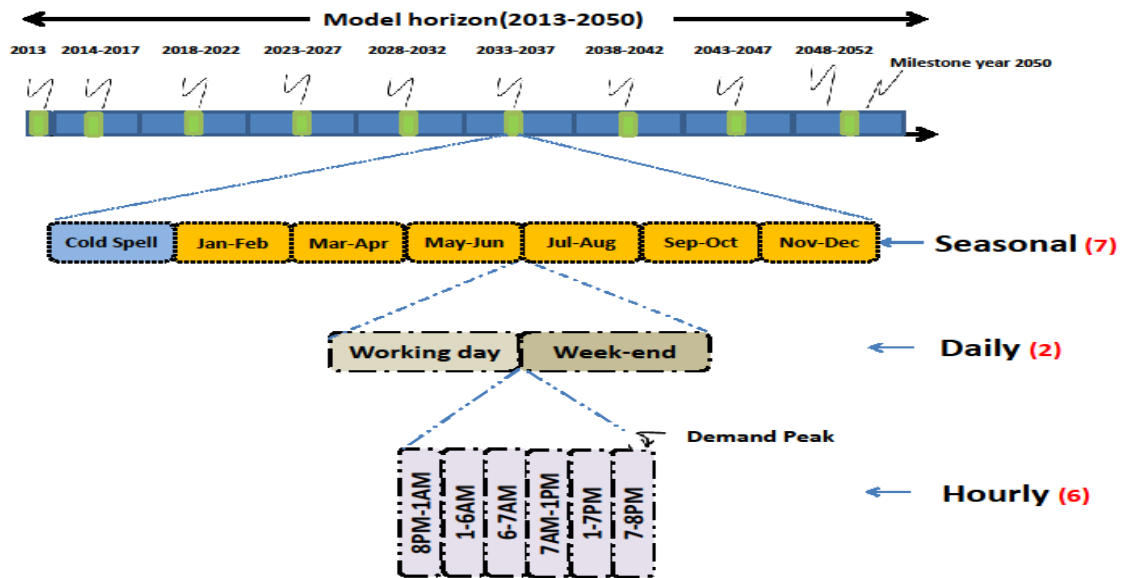 Model horizon(2013-2050)
2013 2014-2017 2018-2022 2023-2027 2028-2032 2033-2037 2038-2042 2043-2047 2048-2052
Milestone year 2050
Cold Spell Jan-Feb Mar-Apr May-Jun Jul-Aug Sep-Oct Nov-Dec Seasonal (7)
Working day Week-end Daily (2)
Demand Peak
8PM-1AM 1-6AM 6-7AM 7AM-1PM 1-7PM 7-8PM Hourly (6)